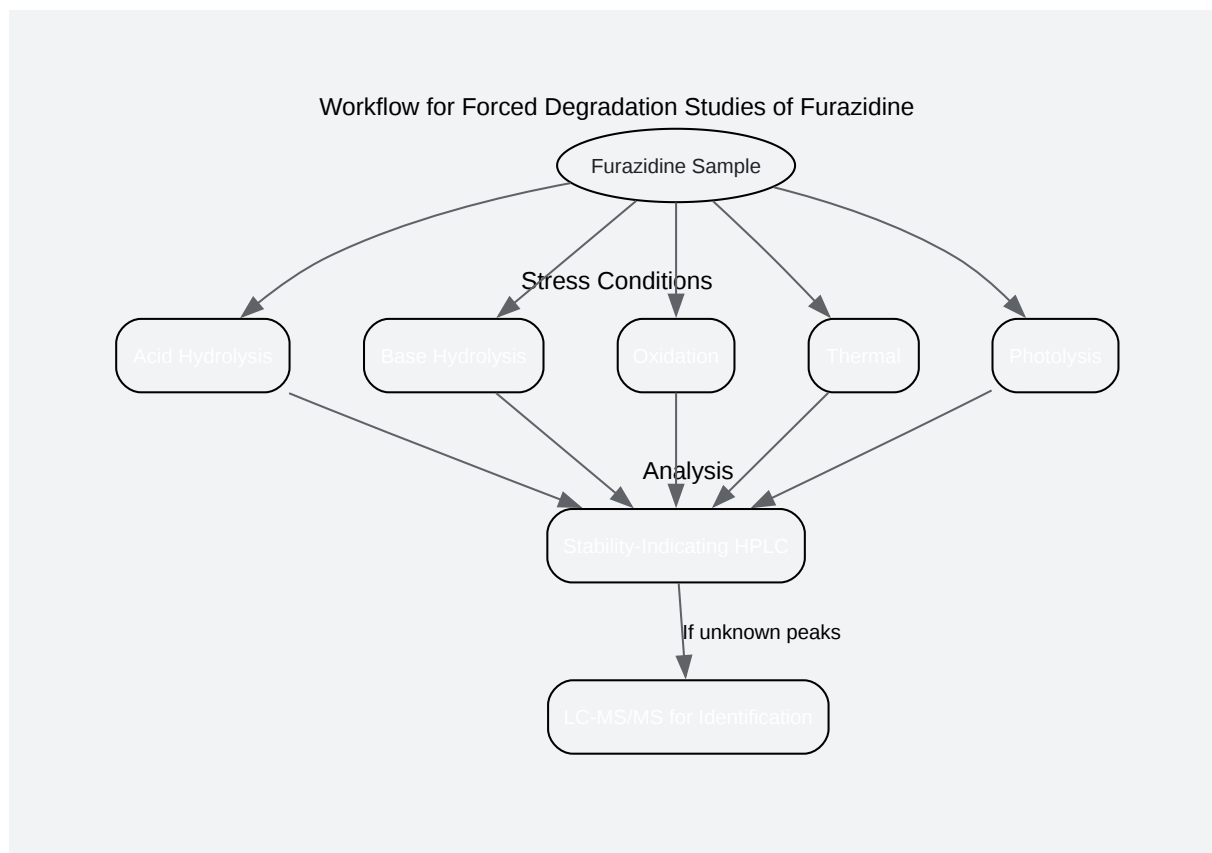 Workflow for Forced Degradation Studies of Furazidine
Furazidine Sample
Stress Conditions
Acid Hydrolysis
Base Hydrolysis
Oxidation
Thermal
Photolysis
Analysis
Stability-Indicating HPLC
If unknown peaks
LC-MS/MS for Identification